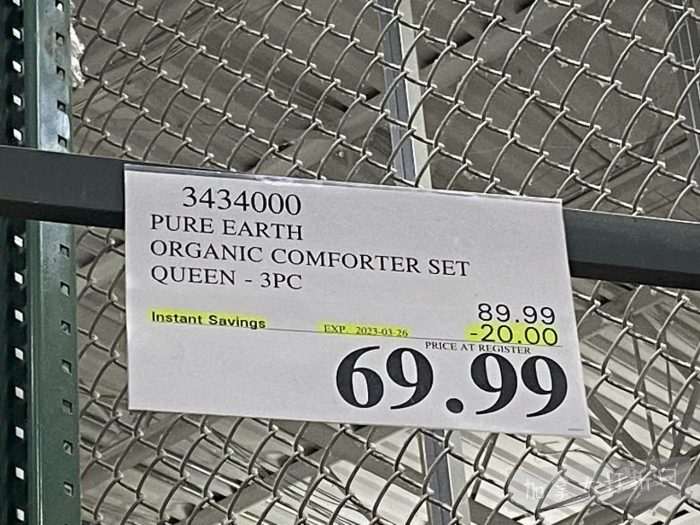 3434000
PURE EARTH
ORGANIC COMFORTER SET
QUEEN - 3PC
89.99
Instant Savings EXP. 2023-03-26 -20.00
PRICE AT REGISTER
69.99